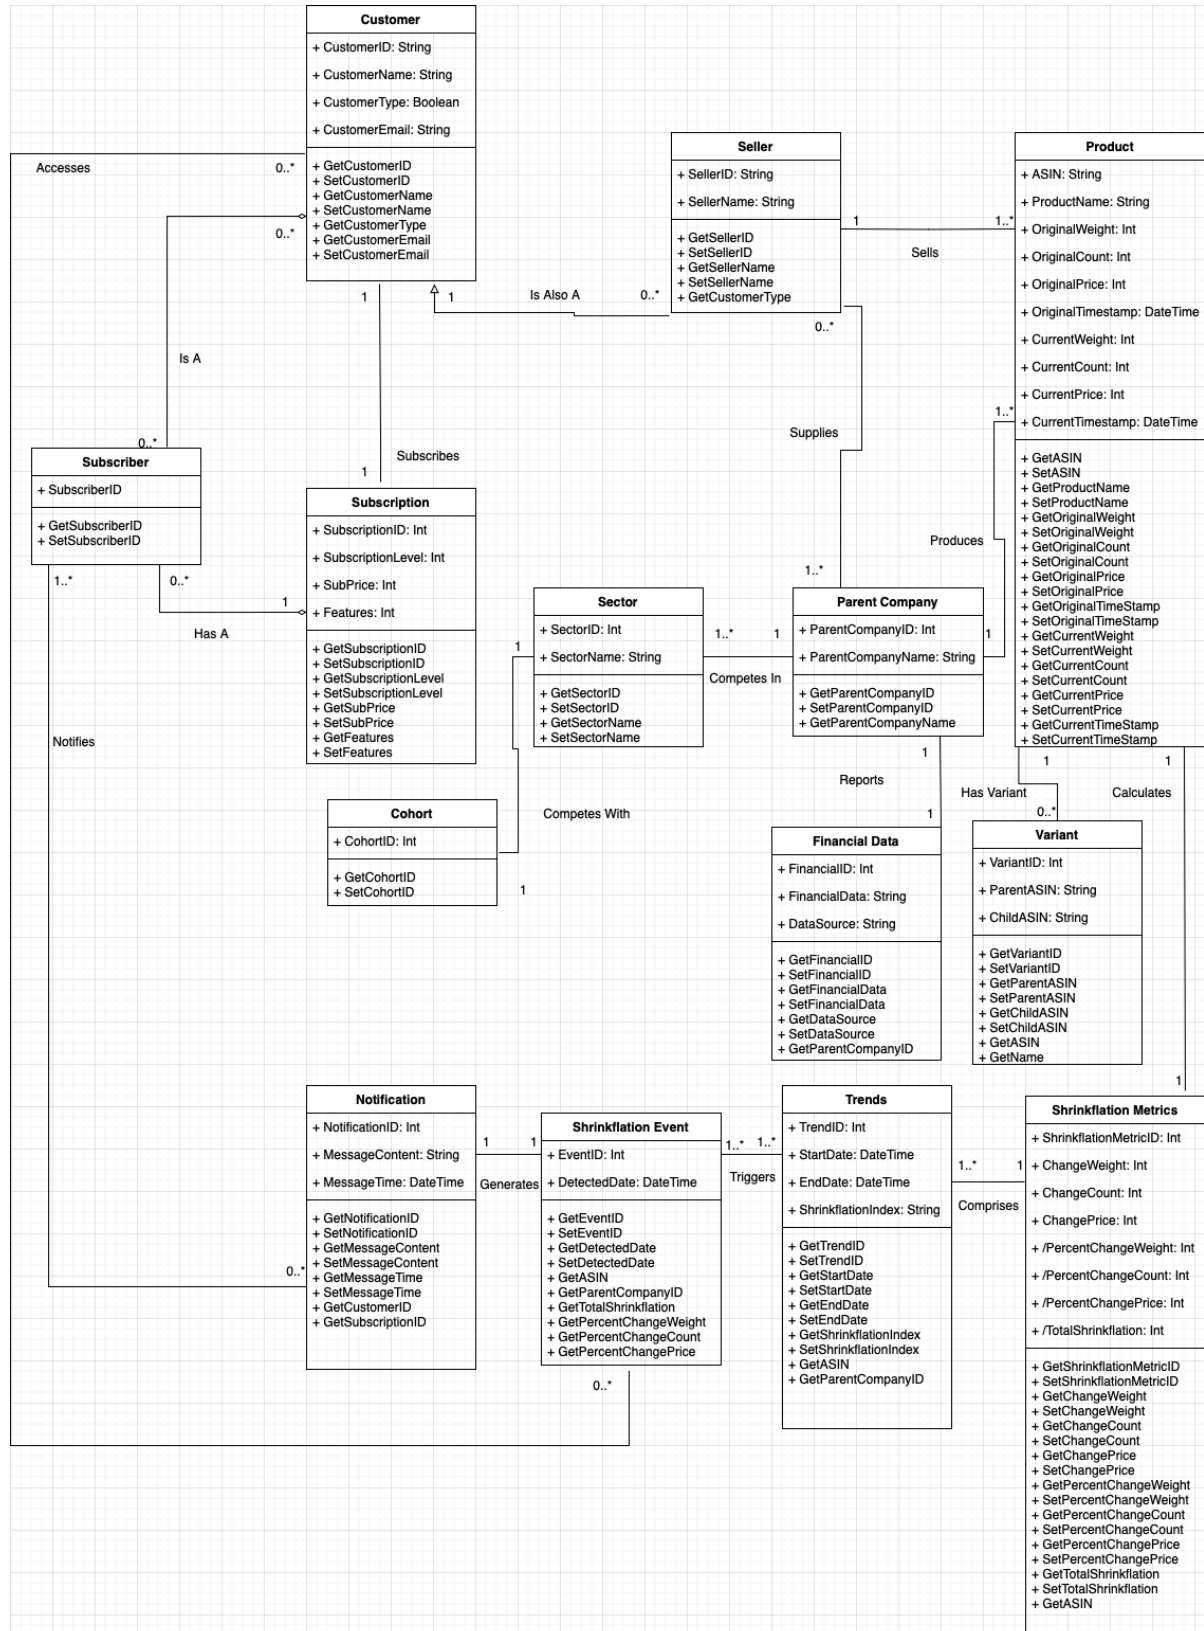 Customer
+ CustomerID: String
+ CustomerName: String
+ CustomerType: Boolean
+ CustomerEmail: String
+ GetCustomerID
+ SetCustomerID
+ GetCustomerName
+ SetCustomerName
+ GetCustomerType
+ GetCustomerEmail
+ SetCustomerEmail
Accesses
0..*
0..*
Is A
0..*
1
Subscribes
1
1
Is Also A
0..*
Seller
+ SellerID: String
+ SellerName: String
+ GetSellerID
+ SetSellerID
+ GetSellerName
+ SetSellerName
+ GetCustomerType
1
Sells
1..*
0..*
Supplies
1..*
Product
+ ASIN: String
+ ProductName: String
+ OriginalWeight: Int
+ OriginalCount: Int
+ OriginalPrice: Int
+ OriginalTimestamp: DateTime
+ CurrentWeight: Int
+ CurrentCount: Int
+ CurrentPrice: Int
+ CurrentTimestamp: DateTime
+ GetASIN
+ SetASIN
+ GetProductName
+ SetProductName
+ GetOriginalWeight
+ SetOriginalWeight
+ GetOriginalCount
+ SetOriginalCount
+ GetOriginalPrice
+ SetOriginalPrice
+ GetOriginalTimeStamp
+ SetOriginalTimeStamp
+ GetCurrentWeight
+ SetCurrentWeight
+ GetCurrentCount
+ SetCurrentCount
+ GetCurrentPrice
+ SetCurrentPrice
+ GetCurrentTimeStamp
+ SetCurrentTimeStamp
1..*
Produces
1
Subscriber
+ SubscriberID
+ GetSubscriberID
+ SetSubscriberID
1..*
0..*
1
Has A
Notifies
Subscription
+ SubscriptionID: Int
+ SubscriptionLevel: Int
+ SubPrice: Int
+ Features: Int
+ GetSubscriptionID
+ SetSubscriptionID
+ GetSubscriptionLevel
+ SetSubscriptionLevel
+ GetSubPrice
+ SetSubPrice
+ GetFeatures
+ SetFeatures
Sector
+ SectorID: Int
+ SectorName: String
+ GetSectorID
+ SetSectorID
+ GetSectorName
+ SetSectorName
1
1..*
1
Competes In
Parent Company
+ ParentCompanyID: Int
+ ParentCompanyName: String
+ GetParentCompanyID
+ SetParentCompanyID
+ GetParentCompanyName
1
Reports
1
1
Has Variant
0..*
1
Calculates
1
Cohort
+ CohortID: Int
+ GetCohortID
+ SetCohortID
Competes With
1
Financial Data
+ FinancialID: Int
+ FinancialData: String
+ DataSource: String
+ GetFinancialID
+ SetFinancialID
+ GetFinancialData
+ SetFinancialData
+ GetDataSource
+ SetDataSource
+ GetParentCompanyID
Variant
+ VariantID: Int
+ ParentASIN: String
+ ChildASIN: String
+ GetVariantID
+ SetVariantID
+ GetParentASIN
+ SetParentASIN
+ GetChildASIN
+ SetChildASIN
+ GetASIN
+ GetName
Notification
+ NotificationID: Int
+ MessageContent: String
+ MessageTime: DateTime
+ GetNotificationID
+ SetNotificationID
+ GetMessageContent
+ SetMessageContent
+ GetMessageTime
+ SetMessageTime
+ GetCustomerID
+ GetSubscriptionID
0..*
1
1
Generates
Shrinkflation Event
+ EventID: Int
+ DetectedDate: DateTime
+ GetEventID
+ SetEventID
+ GetDetectedDate
+ SetDetectedDate
+ GetASIN
+ GetParentCompanyID
+ GetTotalShrinkflation
+ GetPercentChangeWeight
+ GetPercentChangeCount
+ GetPercentChangePrice
0..*
1..*
1..*
Triggers
Trends
+ TrendID: Int
+ StartDate: DateTime
+ EndDate: DateTime
+ ShrinkflationIndex: String
+ GetTrendID
+ SetTrendID
+ GetStartDate
+ SetStartDate
+ GetEndDate
+ SetEndDate
+ GetShrinkflationIndex
+ SetShrinkflationIndex
+ GetASIN
+ GetParentCompanyID
1..*
1
Comprises
Shrinkflation Metrics
+ ShrinkflationMetricID: Int
+ ChangeWeight: Int
+ ChangeCount: Int
+ ChangePrice: Int
+ /PercentChangeWeight: Int
+ /PercentChangeCount: Int
+ /PercentChangePrice: Int
+ /TotalShrinkflation: Int
+ GetShrinkflationMetricID
+ SetShrinkflationMetricID
+ GetChangeWeight
+ SetChangeWeight
+ GetChangeCount
+ SetChangeCount
+ GetChangePrice
+ SetChangePrice
+ GetPercentChangeWeight
+ SetPercentChangeWeight
+ GetPercentChangeCount
+ SetPercentChangeCount
+ GetPercentChangePrice
+ SetPercentChangePrice
+ GetTotalShrinkflation
+ SetTotalShrinkflation
+ GetASIN